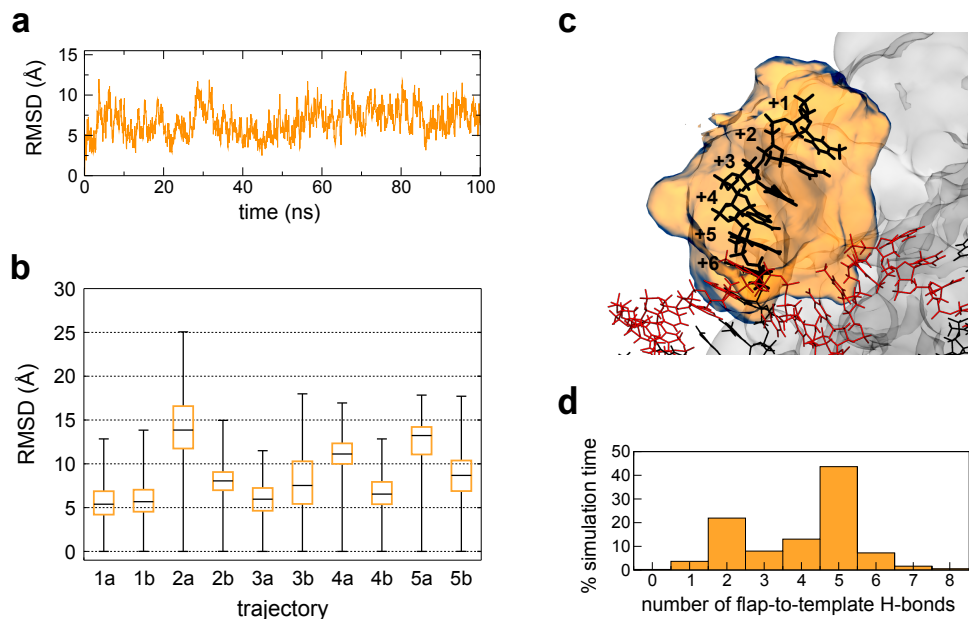 a
RMSD (Å)
15
10
5
0
0 20 40 60 80 100
time (ns)
b
RMSD (Å)
30
25
20
15
10
5
0
1a 1b 2a 2b 3a 3b 4a 4b 5a 5b
trajectory
c
+1
+2
+3
+4
+5
+6
d
% simulation time
50
40
30
20
10
0
0 1 2 3 4 5 6 7 8
number of flap-to-template H-bonds